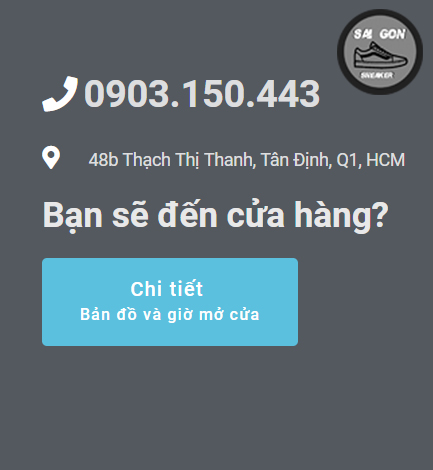 SAI GON
SNEAKER
0903.150.443
48b Thạch Thị Thanh, Tân Định, Q1, HCM
Bạn sẽ đến cửa hàng?
Chi tiết
Bản đồ và giờ mở cửa